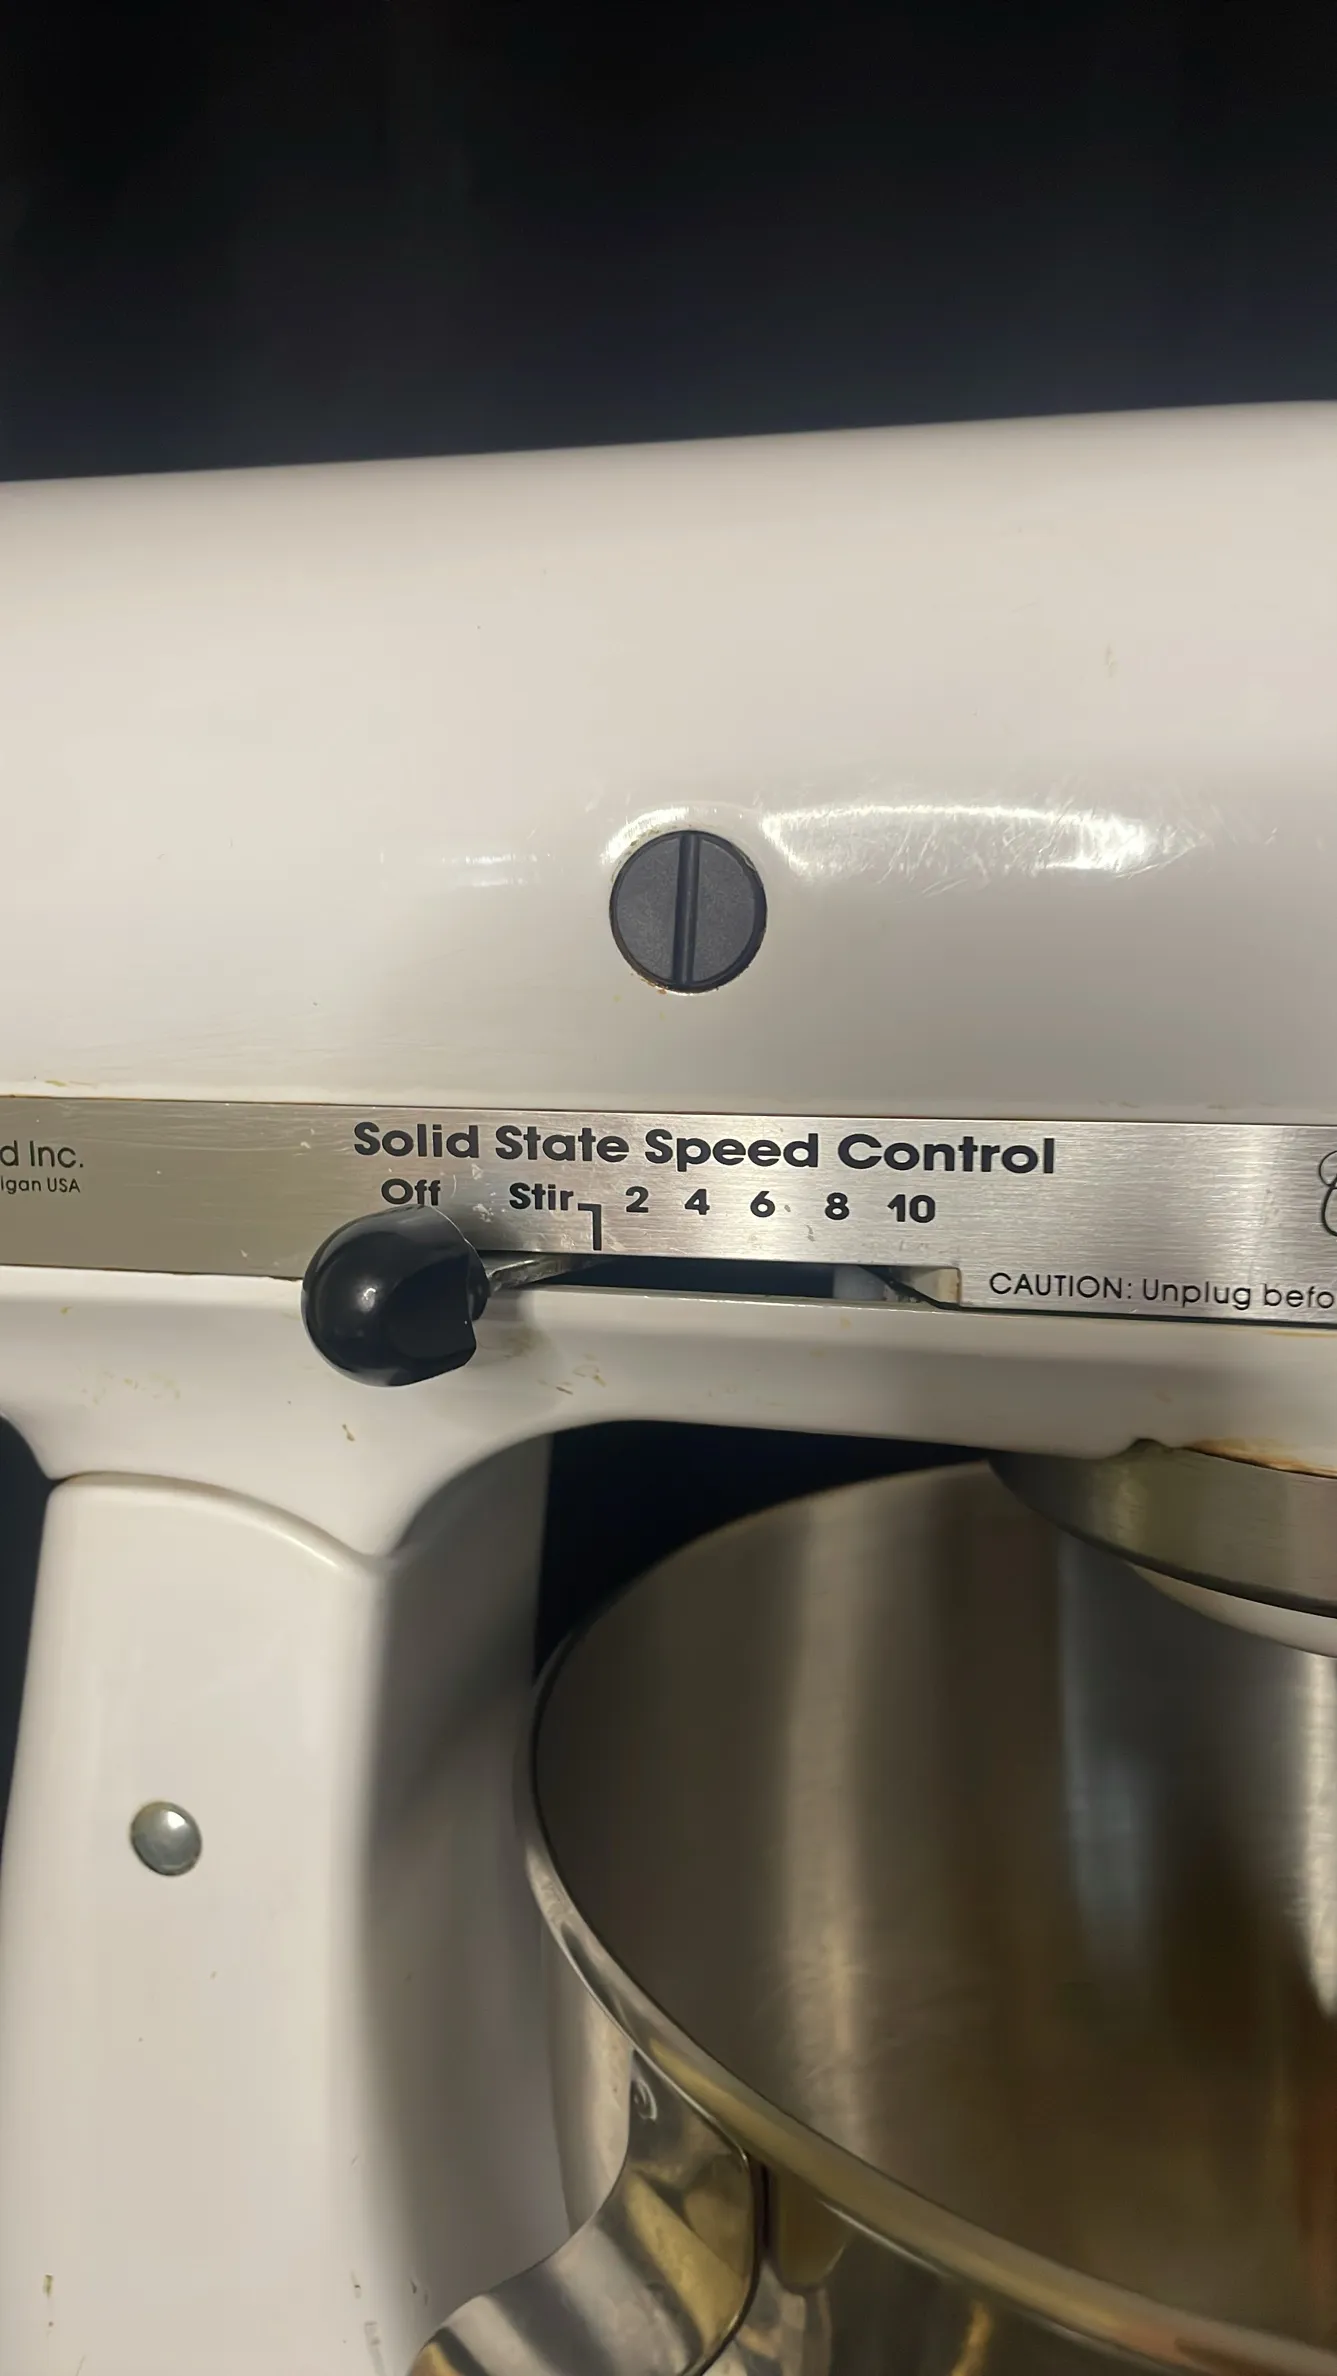 d Inc.
igan USA
Solid State Speed Control
Off Stir 2 4 6 8 10
CAUTION: Unplug befo